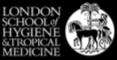 LONDON
SCHOOL of
HYGIENE
& TROPICAL
MEDICINE